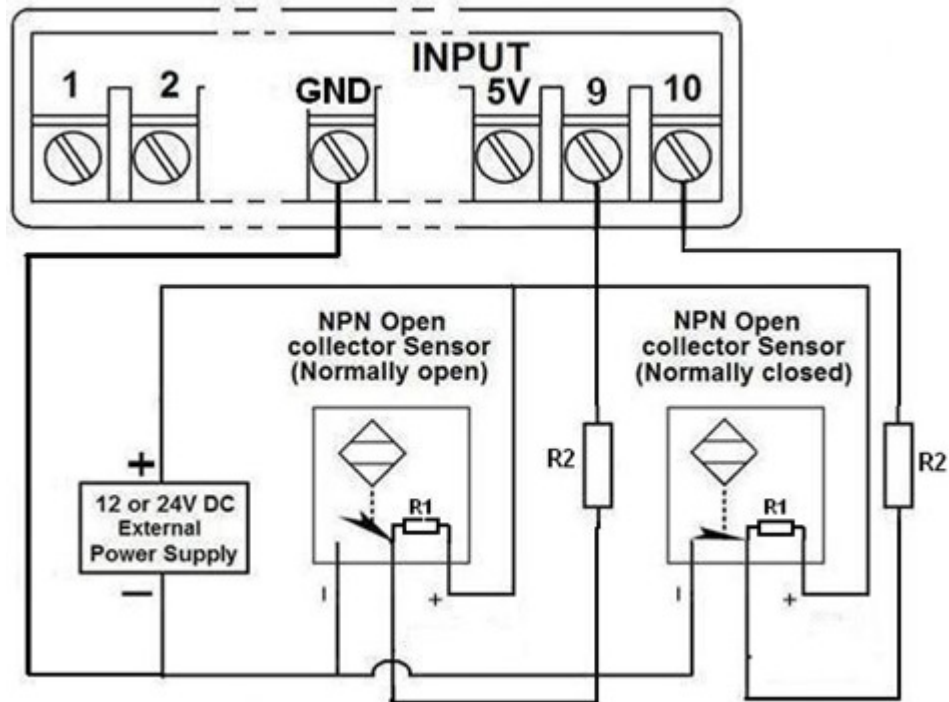 INPUT
1 2 GND 5V 9 10
NPN Open
collector Sensor
(Normally open)
NPN Open
collector Sensor
(Normally closed)
+
12 or 24V DC
External
Power Supply
—
R1
R2
R1
R2
– +
– +